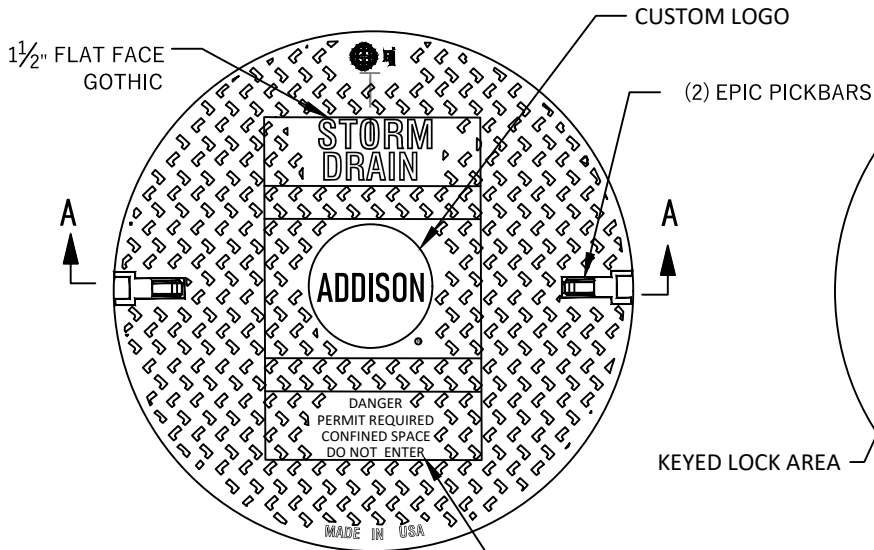 CUSTOM LOGO
1½" FLAT FACE
GOTHIC
(2) EPIC PICKBARS
STORM
DRAIN
A
A
ADDISON
DANGER
PERMIT REQUIRED
CONFINED SPACE
DO NOT ENTER
KEYED LOCK AREA
MADE IN USA